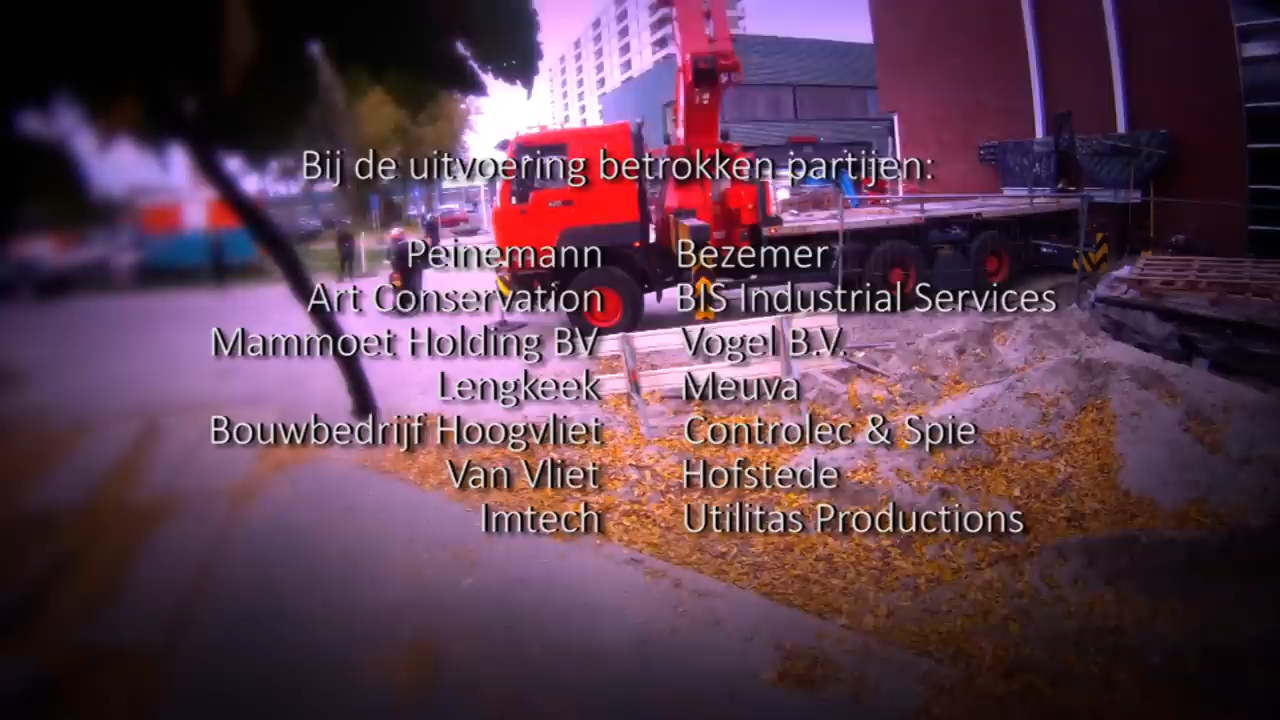 Bij de uitvoering betrokken partijen:
Peinemann Bezemer
Art Conservation BIS Industrial Services
Mammoet Holding BV Vogel B.V.
Lengkeek Meuva
Bouwbedrijf Hoogvliet Controlec & Spie
Van Vliet Hofstede
Imtech Utilitas Productions